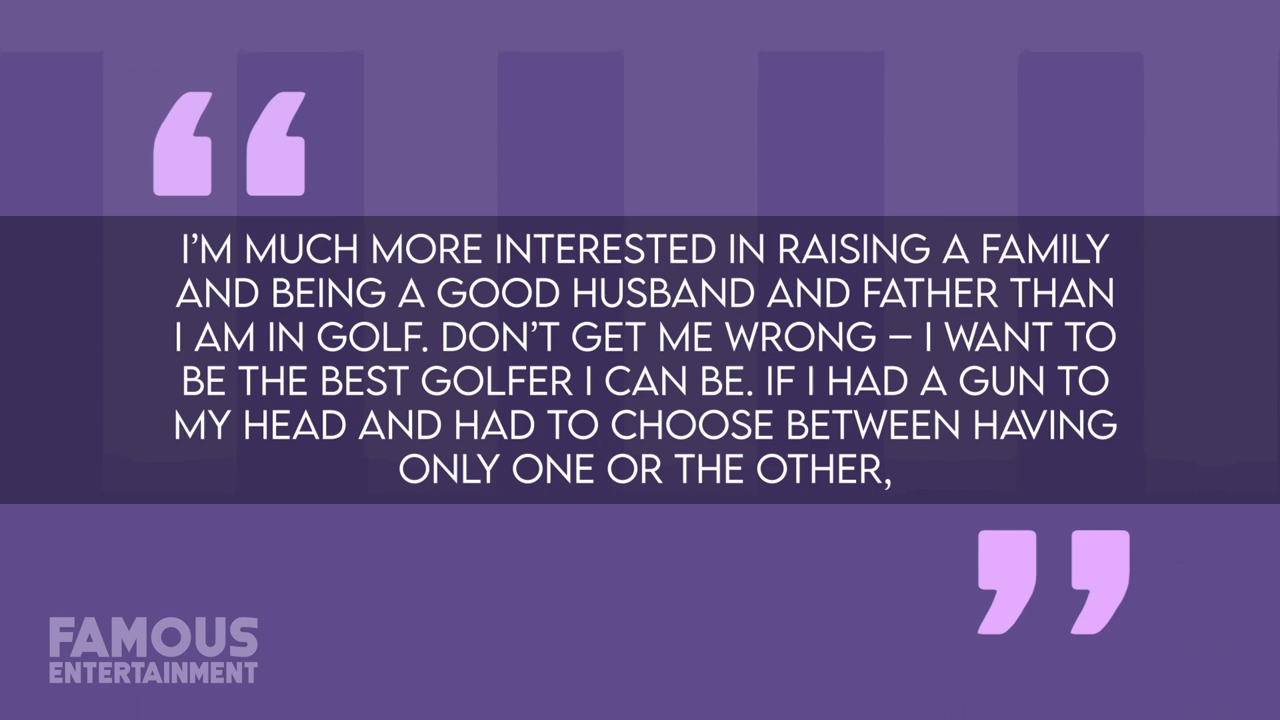 “
I’M MUCH MORE INTERESTED IN RAISING A FAMILY
AND BEING A GOOD HUSBAND AND FATHER THAN
I AM IN GOLF. DON’T GET ME WRONG – I WANT TO
BE THE BEST GOLFER I CAN BE. IF I HAD A GUN TO
MY HEAD AND HAD TO CHOOSE BETWEEN HAVING
ONLY ONE OR THE OTHER,
”
FAMOUS
ENTERTAINMENT